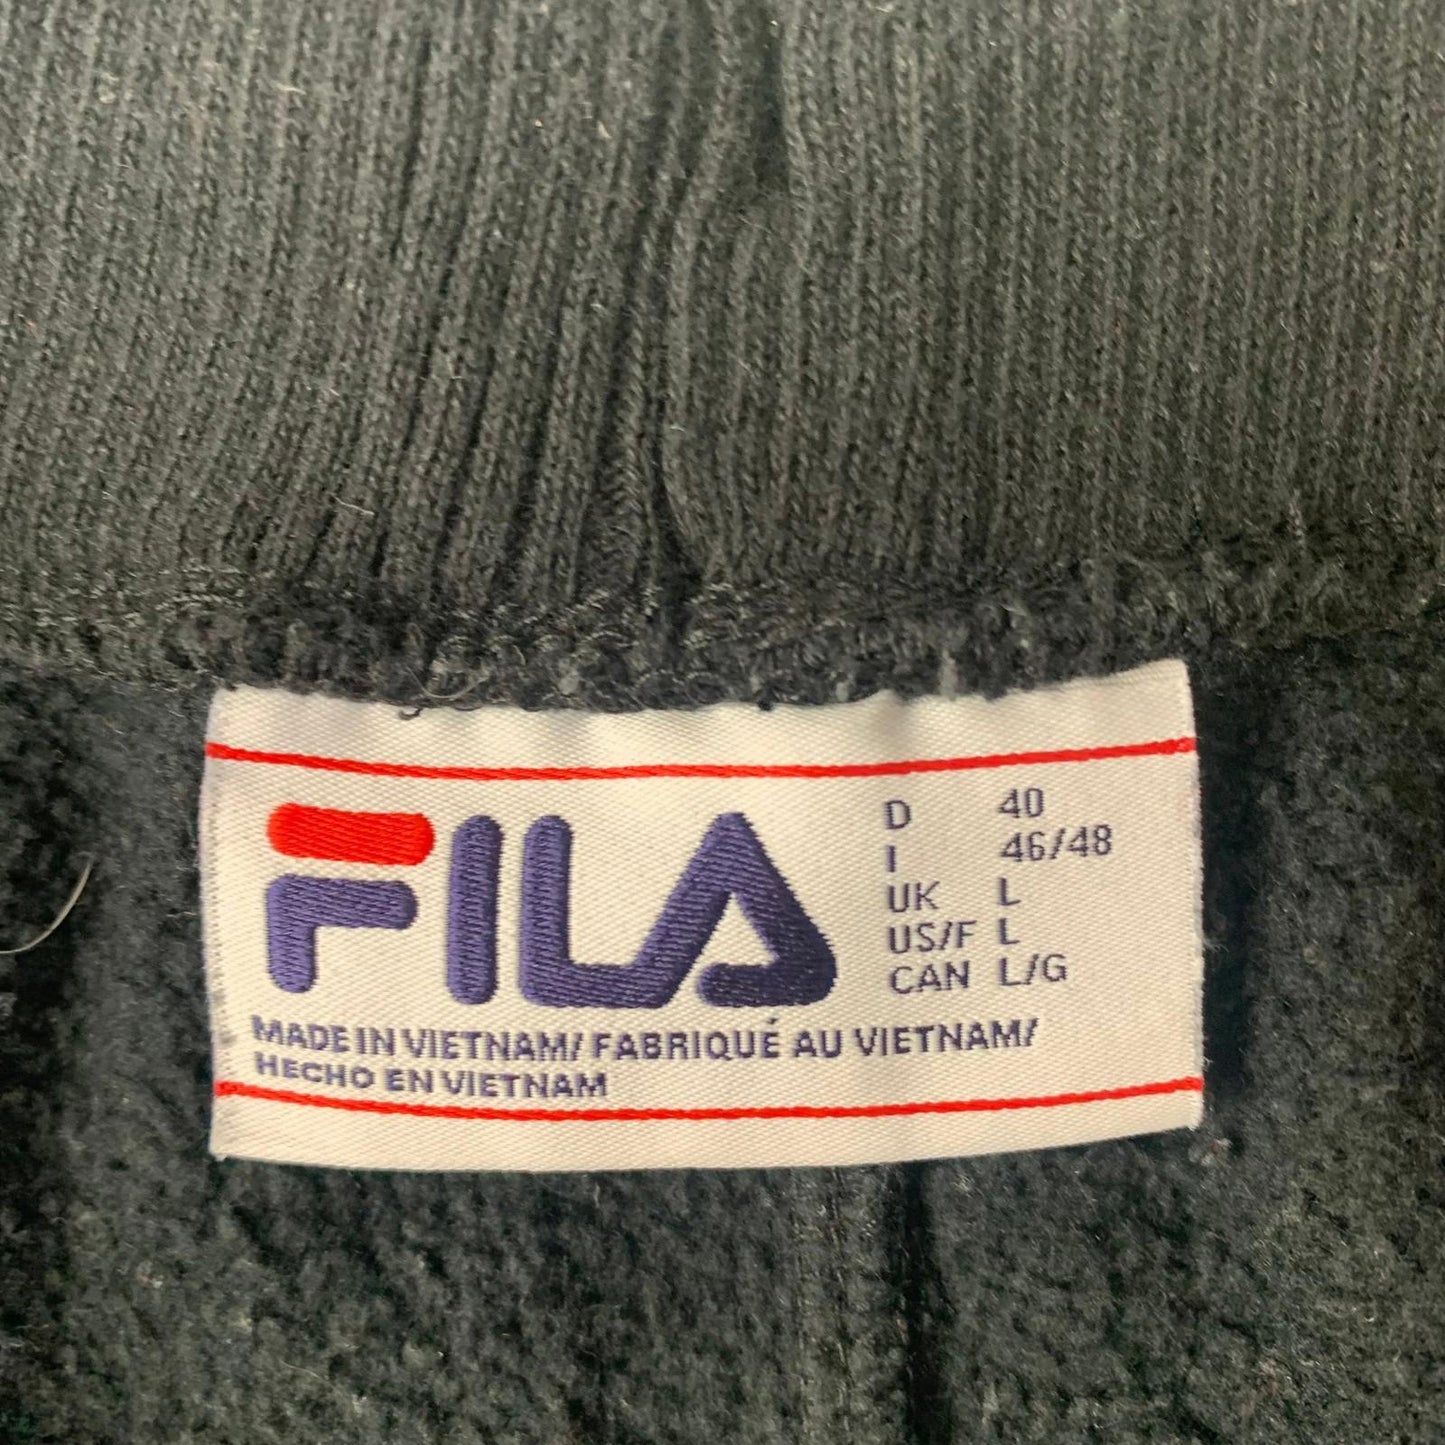 FILA
D 40
I 46/48
UK L
US/F L
CAN L/G
MADE IN VIETNAM/ FABRIQUÉ AU VIETNAM/
HECHO EN VIETNAM